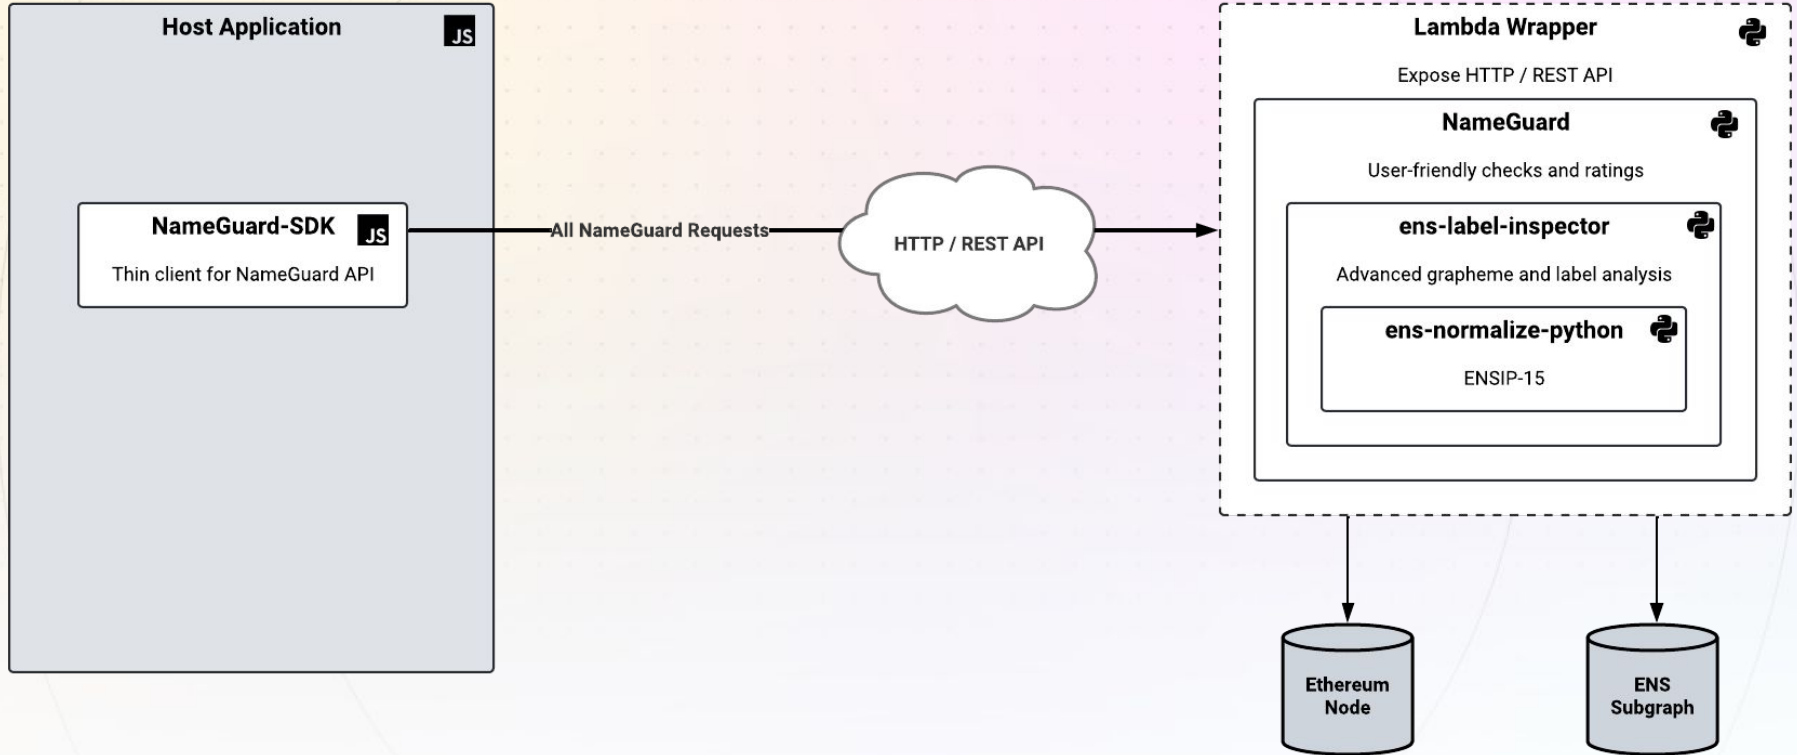 Host Application
JS
NameGuard-SDK
JS
Thin client for NameGuard API
All NameGuard Requests
HTTP / REST API
Lambda Wrapper
Expose HTTP / REST API
NameGuard
User-friendly checks and ratings
ens-label-inspector
Advanced grapheme and label analysis
ens-normalize-python
ENSIP-15
Ethereum
Node
ENS
Subgraph